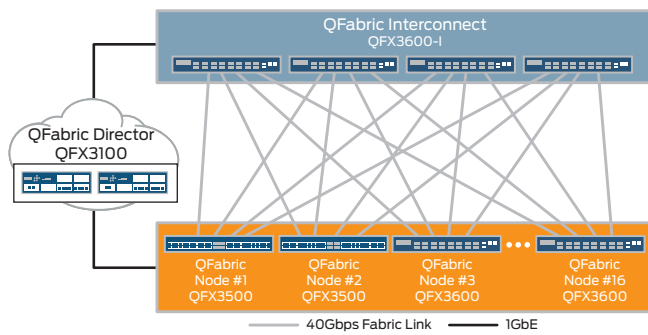 QFabric Interconnect
QFX3600-I
QFabric Director
QFX3100
QFabric
Node #1
QFX3500
QFabric
Node #2
QFX3500
QFabric
Node #3
QFX3600
QFabric
Node #16
QFX3600
40Gbps Fabric Link
1GbE